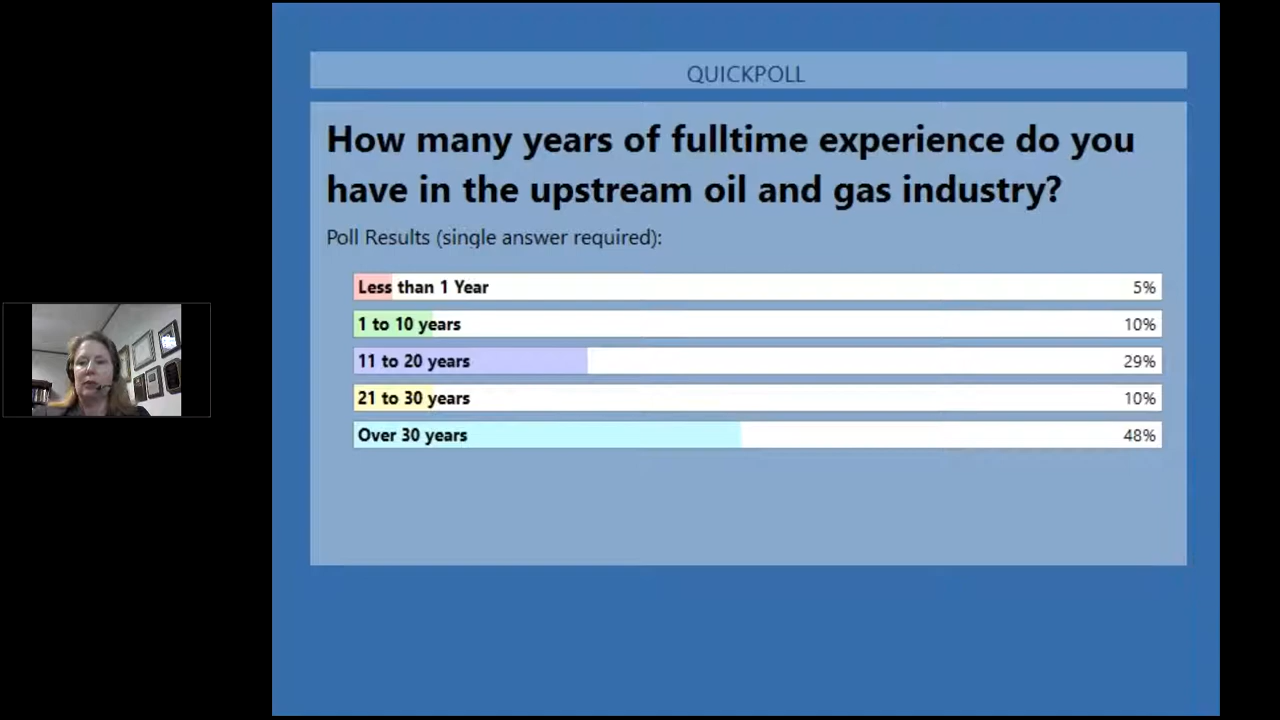 QUICKPOLL
How many years of fulltime experience do you
have in the upstream oil and gas industry?
Poll Results (single answer required):
Less than 1 Year 5%
1 to 10 years 10%
11 to 20 years 29%
21 to 30 years 10%
Over 30 years 48%